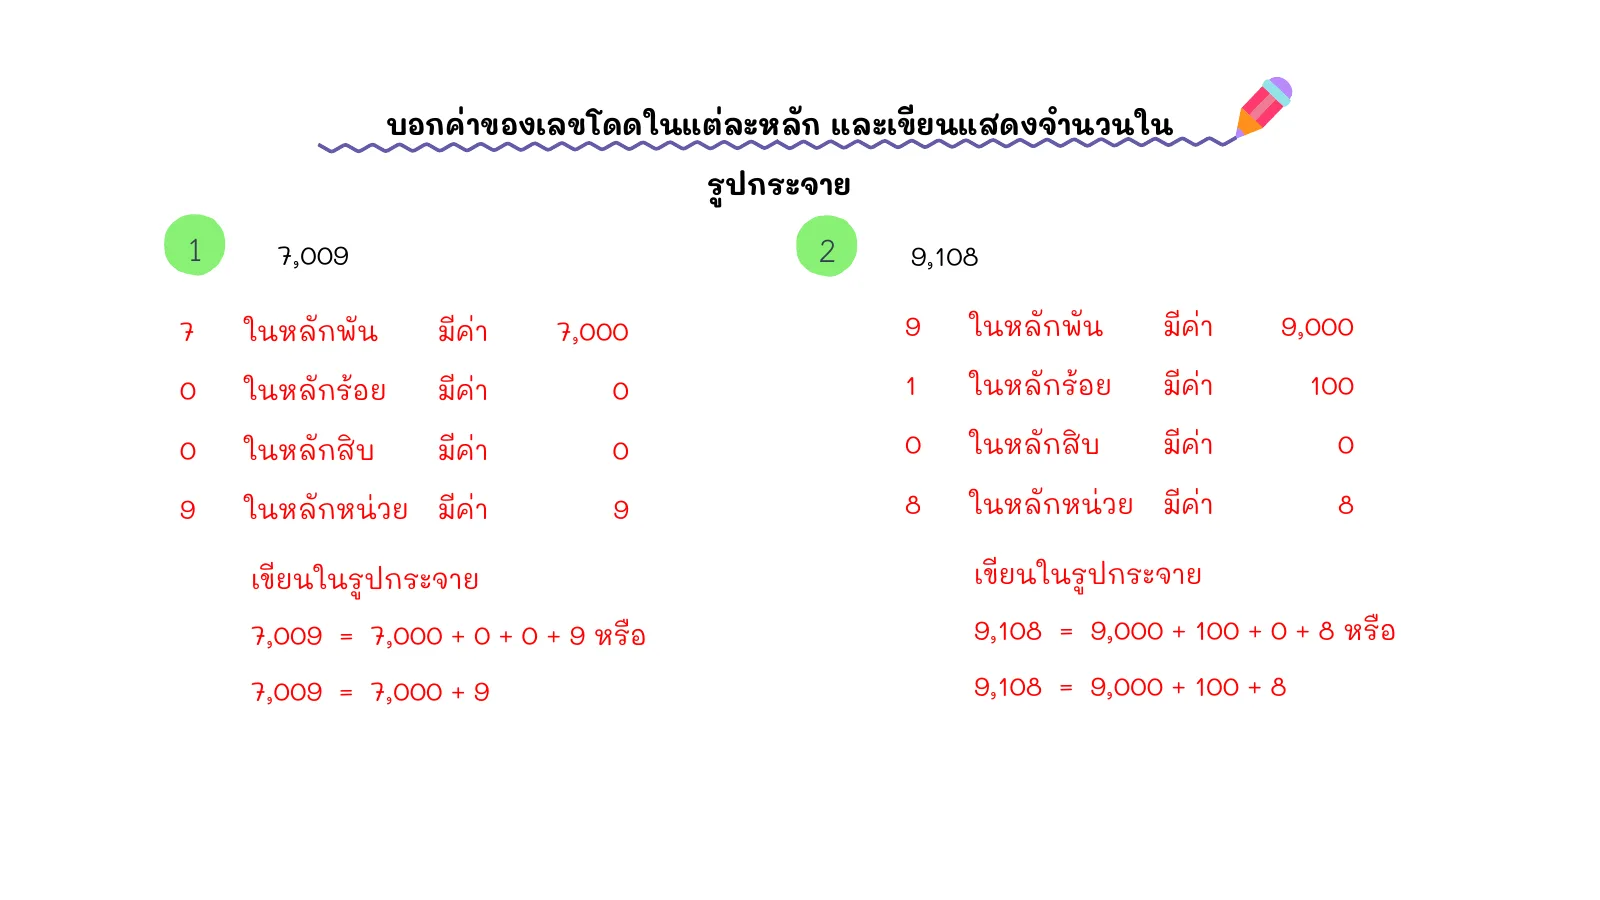 บอกค่าของเลขโดดในแต่ละหลัก และเขียนแสดงจำนวนใน
รูปกระจาย
1 7,009
7 ในหลักพัน มีค่า 7,000
0 ในหลักร้อย มีค่า 0
0 ในหลักสิบ มีค่า 0
9 ในหลักหน่วย มีค่า 9
เขียนในรูปกระจาย
7,009 = 7,000 + 0 + 0 + 9 หรือ
7,009 = 7,000 + 9
2 9,108
9 ในหลักพัน มีค่า 9,000
1 ในหลักร้อย มีค่า 100
0 ในหลักสิบ มีค่า 0
8 ในหลักหน่วย มีค่า 8
เขียนในรูปกระจาย
9,108 = 9,000 + 100 + 0 + 8 หรือ
9,108 = 9,000 + 100 + 8